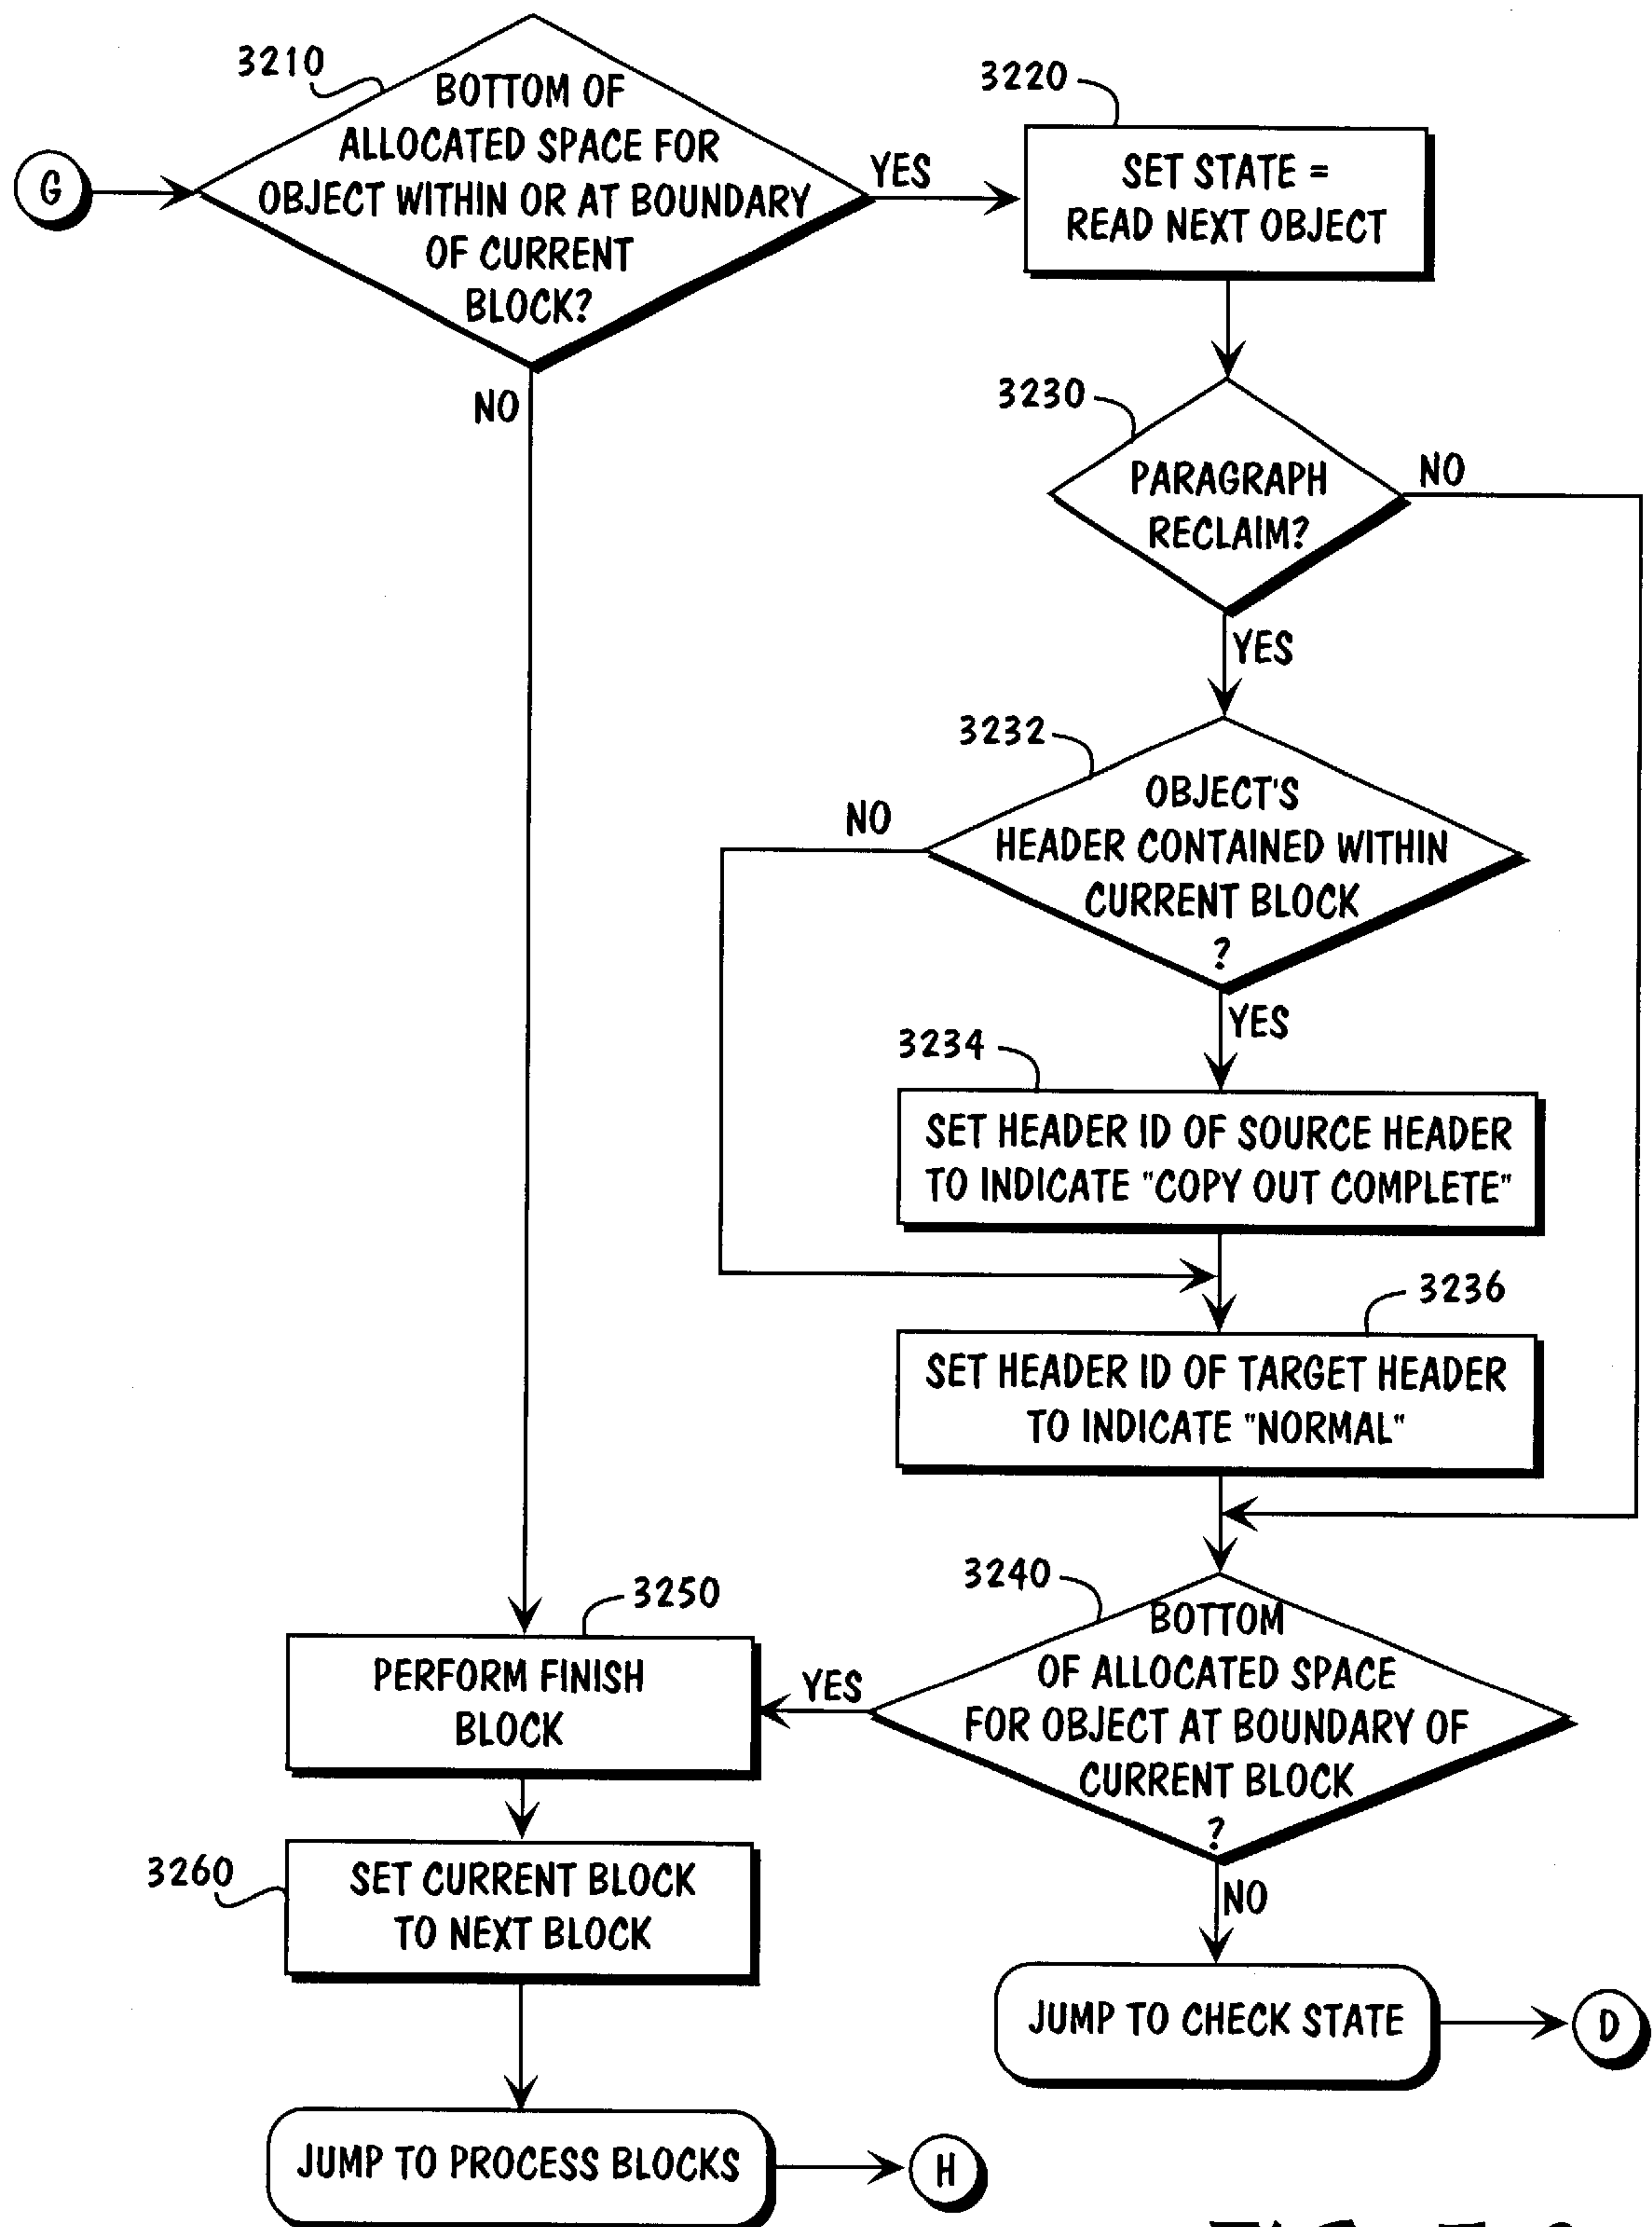 3210
BOTTOM OF
ALLOCATED SPACE FOR
OBJECT WITHIN OR AT BOUNDARY
OF CURRENT
BLOCK?
G
YES
NO
3220
SET STATE =
READ NEXT OBJECT
3230
PARAGRAPH
RECLAIM?
NO
YES
3232
OBJECT'S
HEADER CONTAINED WITHIN
CURRENT BLOCK
?
NO
YES
3234
SET HEADER ID OF SOURCE HEADER
TO INDICATE "COPY OUT COMPLETE"
3236
SET HEADER ID OF TARGET HEADER
TO INDICATE "NORMAL"
3240
BOTTOM
OF ALLOCATED SPACE
FOR OBJECT AT BOUNDARY OF
CURRENT BLOCK
?
YES
NO
3250
PERFORM FINISH
BLOCK
3260
SET CURRENT BLOCK
TO NEXT BLOCK
JUMP TO CHECK STATE
D
JUMP TO PROCESS BLOCKS
H